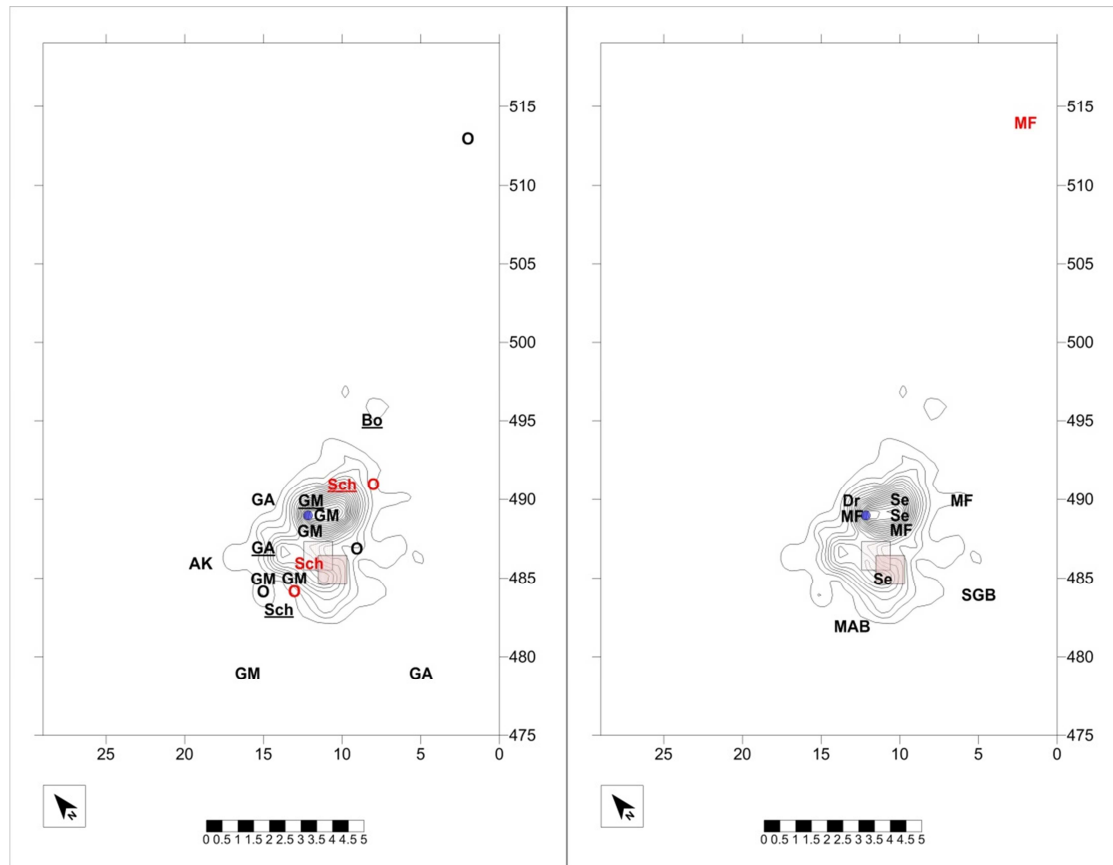 515
O
510
505
500
495
Bo
Sch O
GA GM 490
GM
GM
GA O
AK Sch 485
GM GM
O O
Sch
480
GM GA
475
25 20 15 10 5 0
N
0 0.5 1 1.5 2 2.5 3 3.5 4 4.5 5
515
MF
510
505
500
495
Dr Se MF 490
MF Se
MF
485
Se
SGB
MAB
480
475
25 20 15 10 5 0
N
0 0.5 1 1.5 2 2.5 3 3.5 4 4.5 5